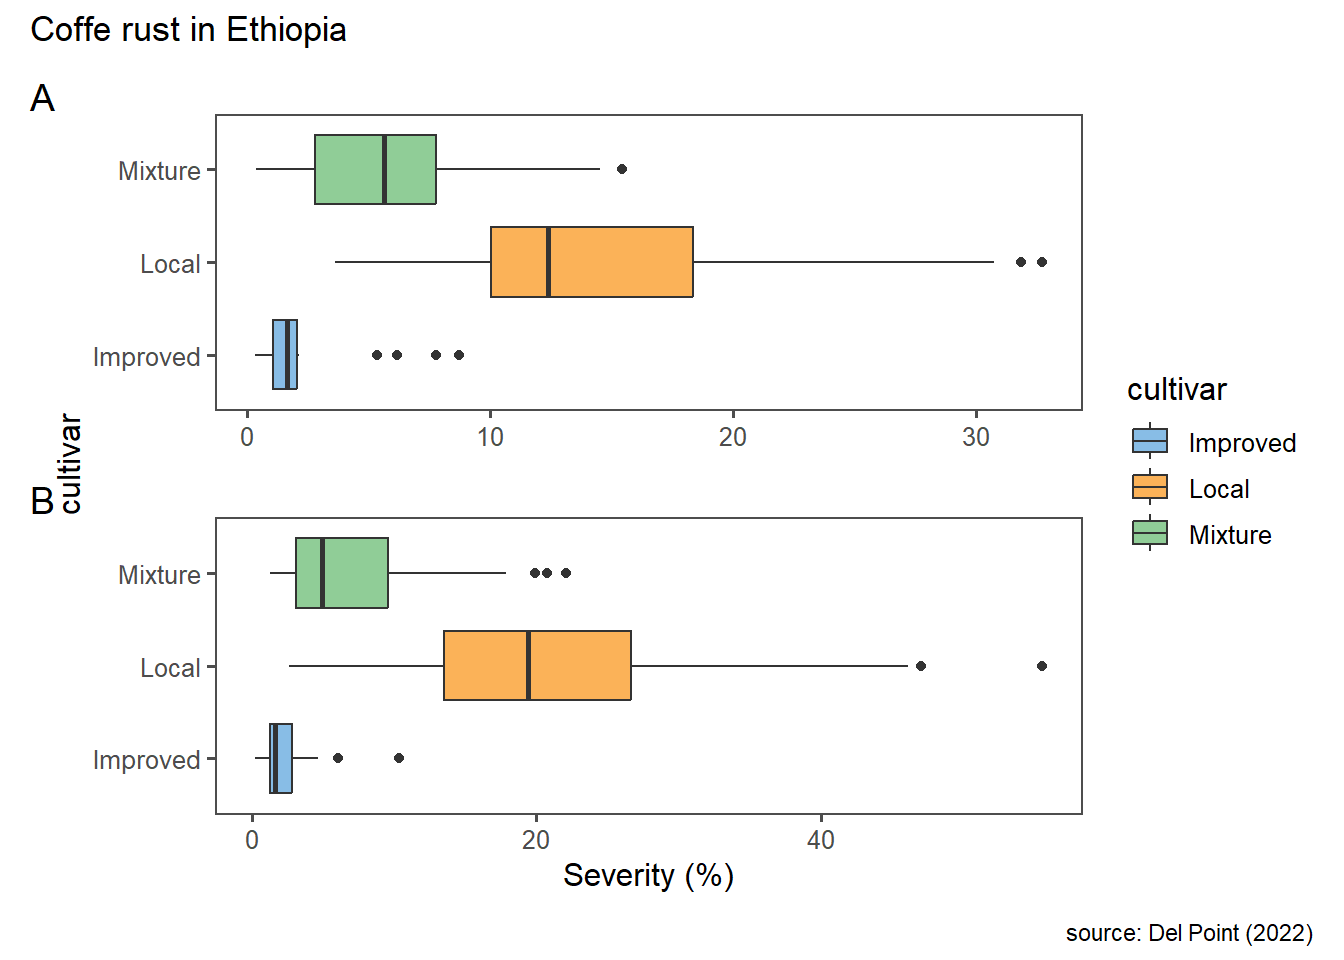 Coffe rust in Ethiopia
A
Mixture
Local
Improved
0 10 20 30
cultivar
B
Mixture
Local
Improved
0 20 40
Severity (%)
cultivar
Improved
Local
Mixture
source: Del Point (2022)